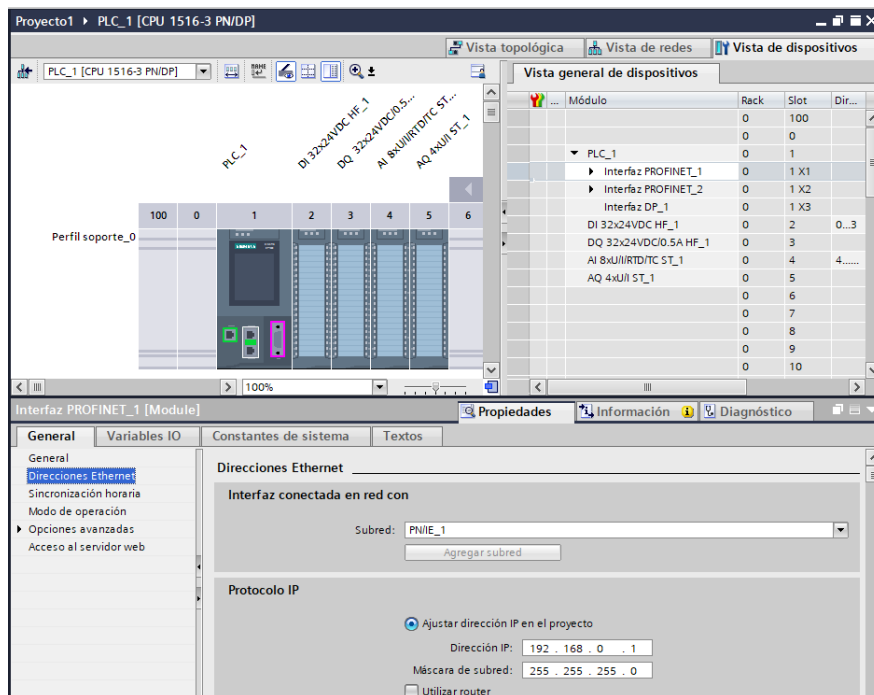 Proyecto1 ▸ PLC_1 [CPU 1516-3 PN/DP]
Vista topológica Vista de redes Vista de dispositivos
PLC_1 [CPU 1516-3 PN/DP]
Vista general de dispositivos
... Módulo Rack Slot Dir...
PLC_1
DI 32x24VDC HF_1
DQ 32x24VDC/0.5...
AI 8xU/I/RTD/TC ST...
AQ 4xU/I ST_1
100 0 1 2 3 4 5 6
Perfil soporte_0
SIEMENS
0 100
0 0
PLC_1 0 1
Interfaz PROFINET_1 0 1 X1
Interfaz PROFINET_2 0 1 X2
Interfaz DP_1 0 1 X3
DI 32x24VDC HF_1 0 2 0...3
DQ 32x24VDC/0.5A HF_1 0 3
AI 8xU/I/RTD/TC ST_1 0 4 4......
AQ 4xU/I ST_1 0 5
0 6
0 7
0 8
0 9
0 10
100%
Interfaz PROFINET_1 [Module]
Propiedades Información Diagnóstico
General Variables IO Constantes de sistema Textos
General
Direcciones Ethernet
Sincronización horaria
Modo de operación
Opciones avanzadas
Acceso al servidor web
Direcciones Ethernet
Interfaz conectada en red con
Subred: PN/IE_1
Agregar subred
Protocolo IP
Ajustar dirección IP en el proyecto
Dirección IP: 192 . 168 . 0 . 1
Máscara de subred: 255 . 255 . 255 . 0
Utilizar router